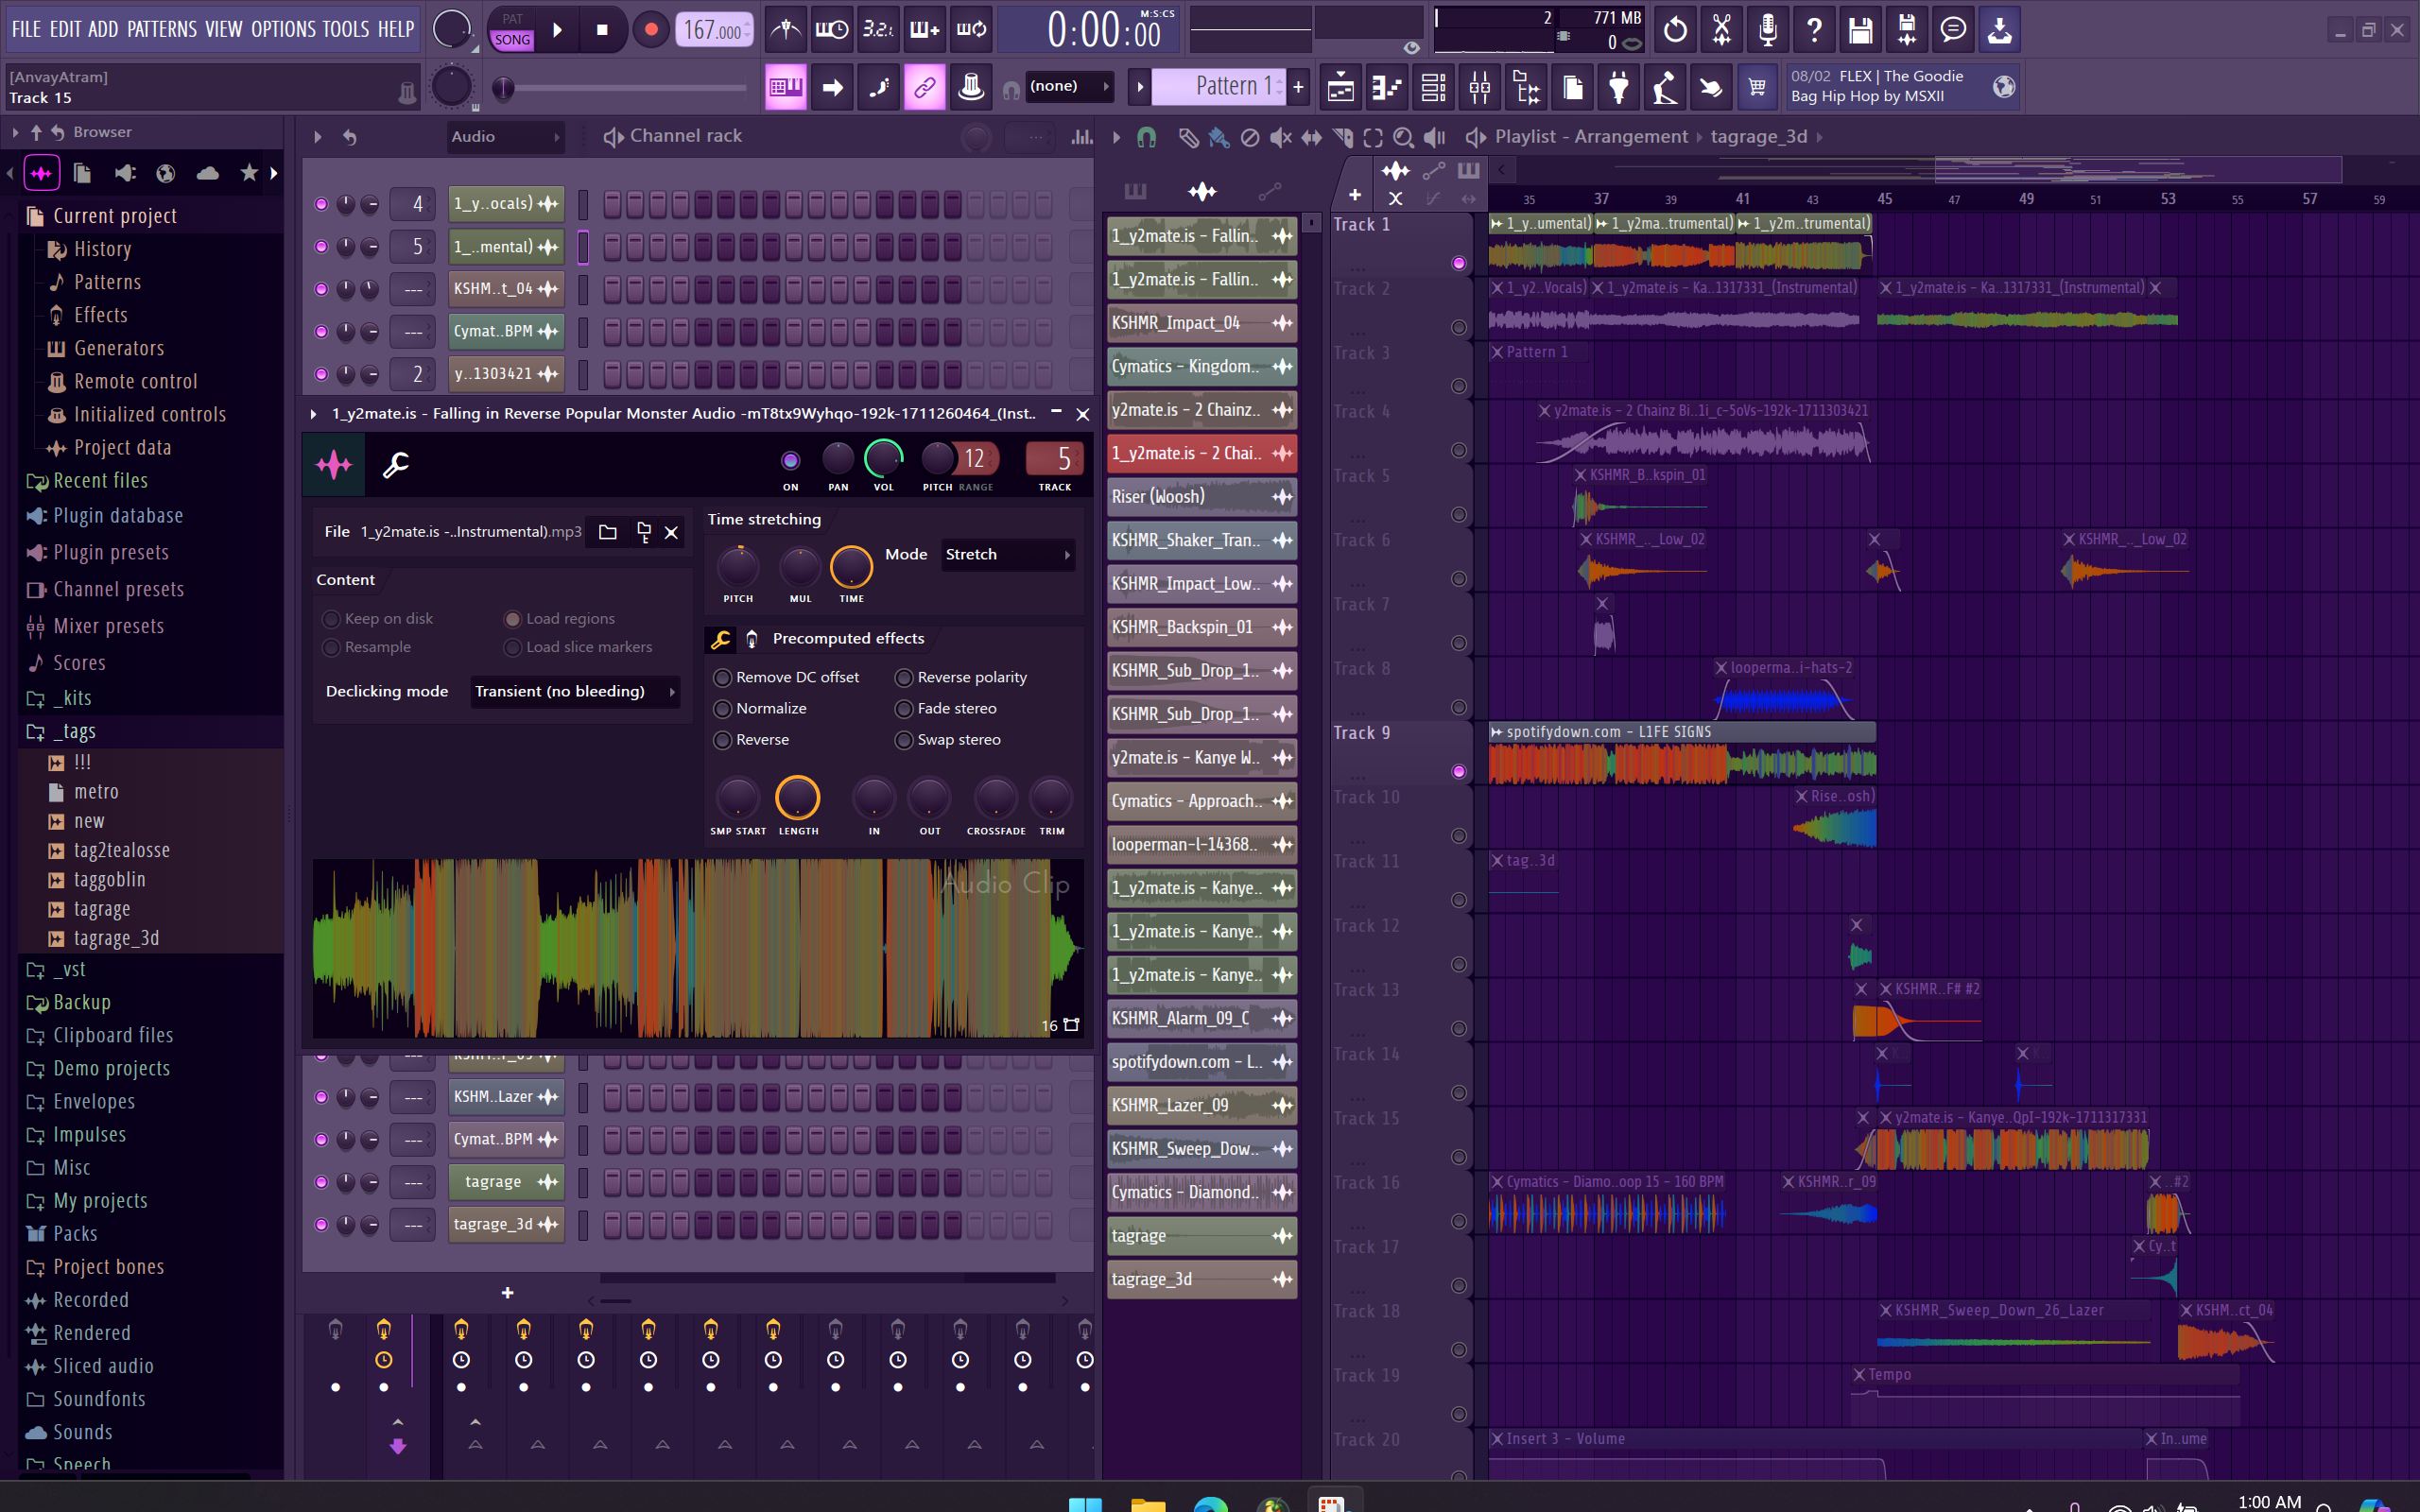 FILE EDIT ADD PATTERNS VIEW OPTIONS TOOLS HELP
PAT
SONG
167.000
3.2.
0:00:00
M:S:CS
2
771 MB
0
[AnvayAtram]
Track 15
(none)
Pattern 1
08/02 FLEX | The Goodie
Bag Hip Hop by MSXII
Browser
Current project
History
Patterns
Effects
Generators
Remote control
Initialized controls
Project data
Recent files
Plugin database
Plugin presets
Channel presets
Mixer presets
Scores
_kits
_tags
!!!
metro
new
tag2tealosse
taggoblin
tagrage
tagrage_3d
_vst
Backup
Clipboard files
Demo projects
Envelopes
Impulses
Misc
My projects
Packs
Project bones
Recorded
Rendered
Sliced audio
Soundfonts
Sounds
Speech
Audio
Channel rack
4 1_y..ocals)
5 1_..mental)
--- KSHM..t_04
--- Cymat..BPM
2 y..1303421
1_y2mate.is - Falling in Reverse Popular Monster Audio -mT8tx9Wyhqo-192k-1711260464_(Inst..
ON PAN VOL PITCH RANGE TRACK
12
5
File 1_y2mate.is -..Instrumental).mp3
Content
Keep on disk
Load regions
Resample
Load slice markers
Declicking mode
Transient (no bleeding)
Time stretching
PITCH MUL TIME
Mode Stretch
Precomputed effects
Remove DC offset
Reverse polarity
Normalize
Fade stereo
Reverse
Swap stereo
SMP START LENGTH IN OUT CROSSFADE TRIM
Audio Clip
16
--- KSHM..Lazer
--- Cymat..BPM
--- tagrage
--- tagrage_3d
Playlist - Arrangement
tagrage_3d
1_y2mate.is - Fallin..
1_y2mate.is - Fallin..
KSHMR_Impact_04
Cymatics - Kingdom..
y2mate.is - 2 Chainz..
1_y2mate.is - 2 Chai..
Riser (Woosh)
KSHMR_Shaker_Tran..
KSHMR_Impact_Low..
KSHMR_Backspin_01
KSHMR_Sub_Drop_1..
KSHMR_Sub_Drop_1..
y2mate.is - Kanye W..
Cymatics - Approach..
looperman-l-14368..
1_y2mate.is - Kanye..
1_y2mate.is - Kanye..
1_y2mate.is - Kanye..
KSHMR_Alarm_09_C
spotifydown.com - L..
KSHMR_Lazer_09
KSHMR_Sweep_Dow..
Cymatics - Diamond..
tagrage
tagrage_3d
35 37 39 41 43 45 47 49 51 53 55 57 59
Track 1
1_y..umental) 1_y2ma..trumental) 1_y2m..trumental)
Track 2
1_y2..Vocals) 1_y2mate.is - Ka..1317331_(Instrumental) 1_y2mate.is - Ka..1317331_(Instrumental)
Track 3
Pattern 1
Track 4
y2mate.is - 2 Chainz Bi..1i_c-5oVs-192k-1711303421
Track 5
KSHMR_B..kspin_01
Track 6
KSHMR_.._Low_02 KSHMR_.._Low_02
Track 7
Track 8
looperma..i-hats-2
Track 9
spotifydown.com - L1FE SIGNS
Track 10
Rise..osh)
Track 11
tag..3d
Track 12
Track 13
KSHMR..F# #2
Track 14
Track 15
y2mate.is - Kanye..QpI-192k-1711317331
Track 16
Cymatics - Diamo..oop 15 - 160 BPM KSHMR..r_09 ..#2
Track 17
Cy..t
Track 18
KSHMR_Sweep_Down_26_Lazer KSHM..ct_04
Track 19
Tempo
Track 20
Insert 3 - Volume In..ume
1:00 AM